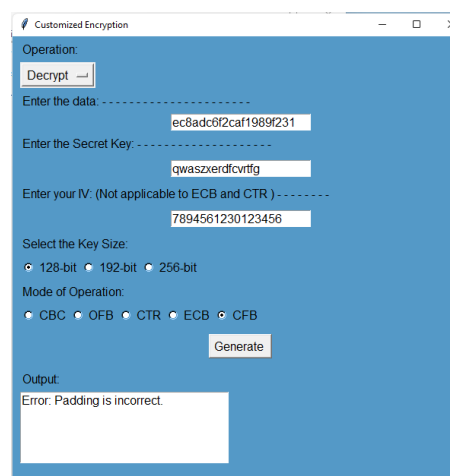 Customized Encryption
Operation:
Decrypt
Enter the data: - - - - - - - - - - - - - - - - - - - - - -
ec8adc6f2caf1989f231
Enter the Secret Key: - - - - - - - - - - - - - - - - - - - -
qwaszxerdfcvrtfg
Enter your IV: (Not applicable to ECB and CTR ) - - - - - - - -
7894561230123456
Select the Key Size:
128-bit 192-bit 256-bit
Mode of Operation:
CBC OFB CTR ECB CFB
Generate
Output:
Error: Padding is incorrect.